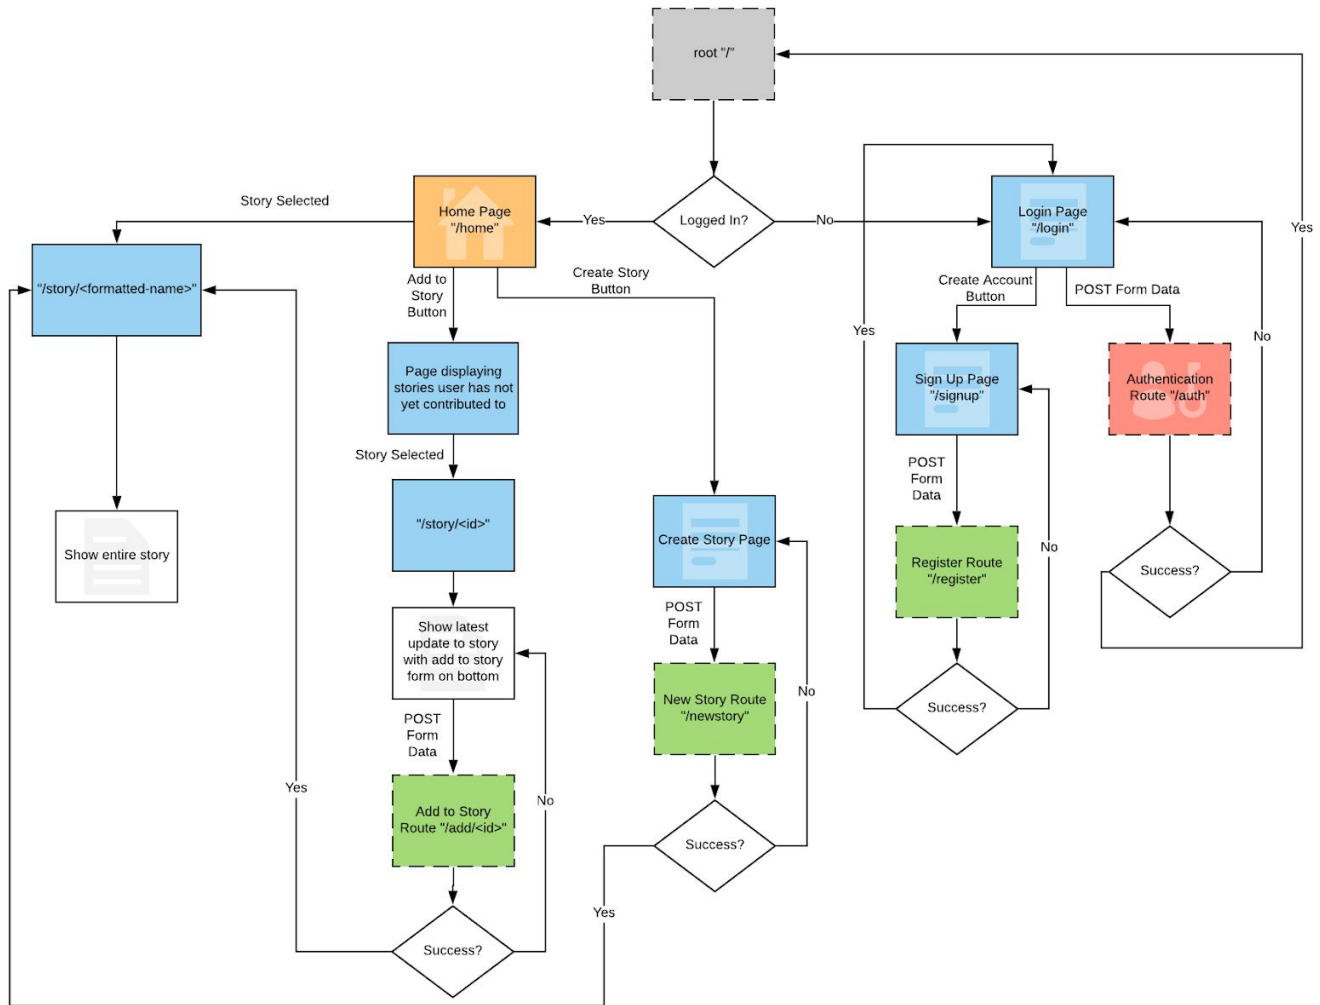 root "/"
Logged In?
Yes
No
Home Page
"/home"
Login Page
"/login"
Story Selected
Yes
"/story/<formatted-name>"
Add to
Story
Button
Create Story
Button
Create Account
Button
POST Form Data
Yes
No
Page displaying
stories user has not
yet contributed to
Sign Up Page
"/signup"
Authentication
Route "/auth"
Story Selected
POST
Form
Data
"/story/<id>"
Show entire story
Create Story Page
Register Route
"/register"
No
Success?
Show latest
update to story
with add to story
form on bottom
POST
Form
Data
New Story Route
"/newstory"
No
Success?
POST
Form
Data
Yes
No
Add to Story
Route "/add/<id>"
Success?
Yes
Success?